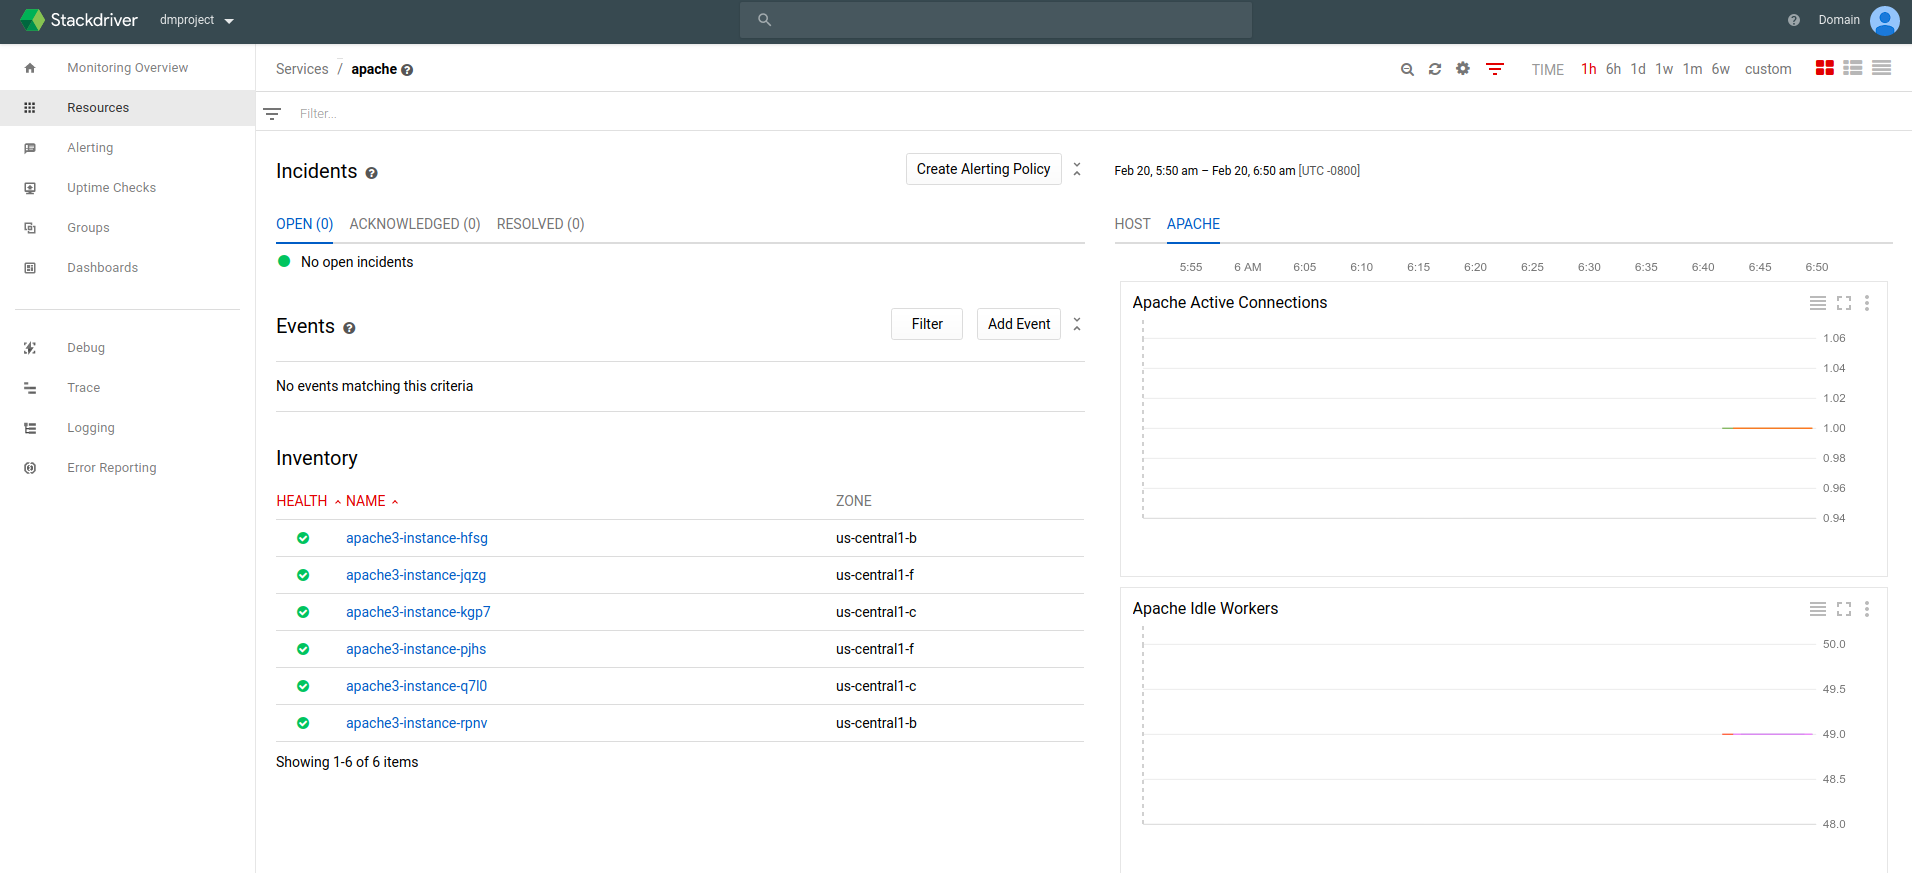 Stackdriver dmproject Domain
Monitoring Overview
Resources
Alerting
Uptime Checks
Groups
Dashboards
Debug
Trace
Logging
Error Reporting
Services / apache
TIME 1h 6h 1d 1w 1m 6w custom
Filter...
Incidents
Create Alerting Policy
OPEN (0) ACKNOWLEDGED (0) RESOLVED (0)
No open incidents
Events
Filter Add Event
No events matching this criteria
Inventory
HEALTH NAME ZONE
apache3-instance-hfsg us-central1-b
apache3-instance-jqzg us-central1-f
apache3-instance-kgp7 us-central1-c
apache3-instance-pjhs us-central1-f
apache3-instance-q7l0 us-central1-c
apache3-instance-rpnv us-central1-b
Showing 1-6 of 6 items
Feb 20, 5:50 am – Feb 20, 6:50 am [UTC -0800]
HOST APACHE
5:55 6 AM 6:05 6:10 6:15 6:20 6:25 6:30 6:35 6:40 6:45 6:50
Apache Active Connections
1.06
1.04
1.02
1.00
0.98
0.96
0.94
Apache Idle Workers
50.0
49.5
49.0
48.5
48.0